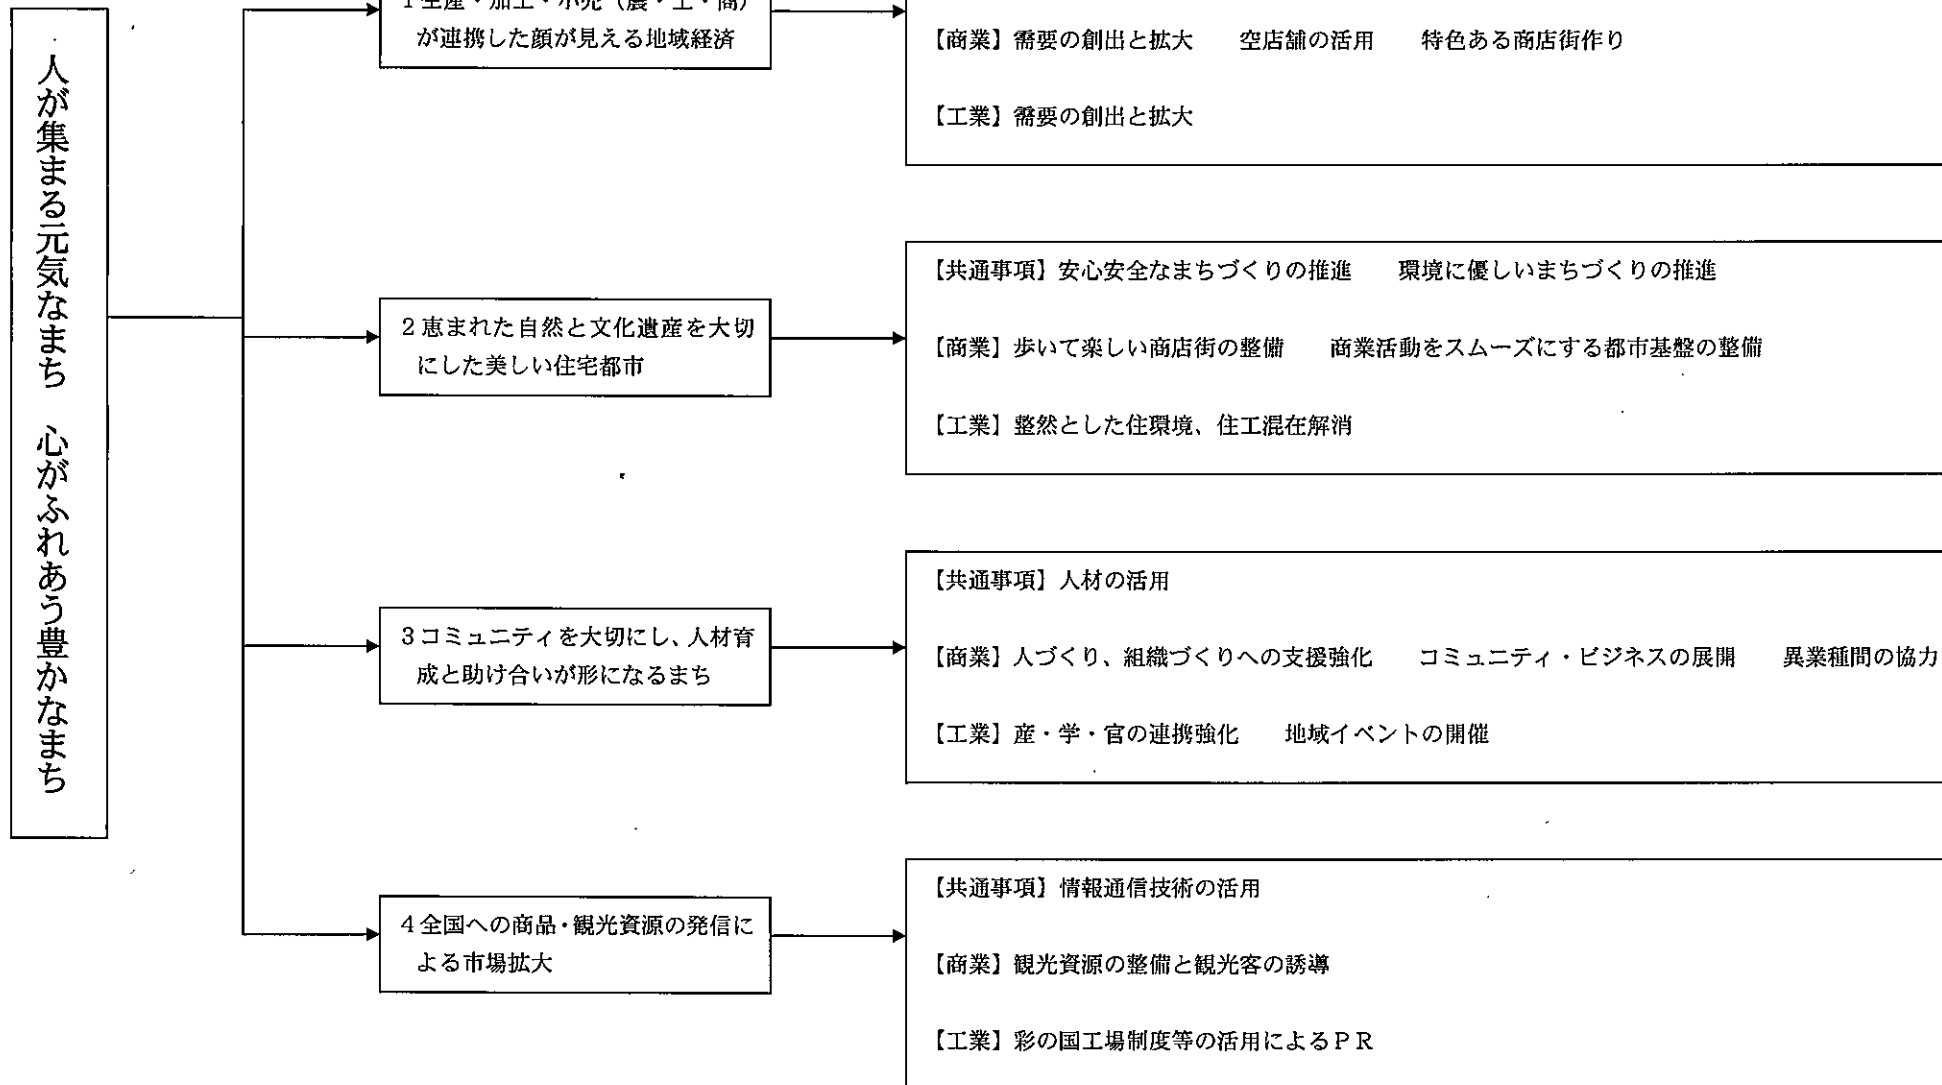 人が集まる元気なまち　心がふれあう豊かなまち
1 生産・加工・小売（農・工・商）
が連携した顔が見える地域経済
【商業】需要の創出と拡大　　空店舗の活用　　特色ある商店街作り
【工業】需要の創出と拡大
2 恵まれた自然と文化遺産を大切
にした美しい住宅都市
【共通事項】安心安全なまちづくりの推進　　環境に優しいまちづくりの推進
【商業】歩いて楽しい商店街の整備　　商業活動をスムーズにする都市基盤の整備
【工業】整然とした住環境、住工混在解消
3 コミュニティを大切にし、人材育
成と助け合いが形になるまち
【共通事項】人材の活用
【商業】人づくり、組織づくりへの支援強化　　コミュニティ・ビジネスの展開　　異業種間の協力
【工業】産・学・官の連携強化　　地域イベントの開催
4 全国への商品・観光資源の発信に
よる市場拡大
【共通事項】情報通信技術の活用
【商業】観光資源の整備と観光客の誘導
【工業】彩の国工場制度等の活用によるＰＲ